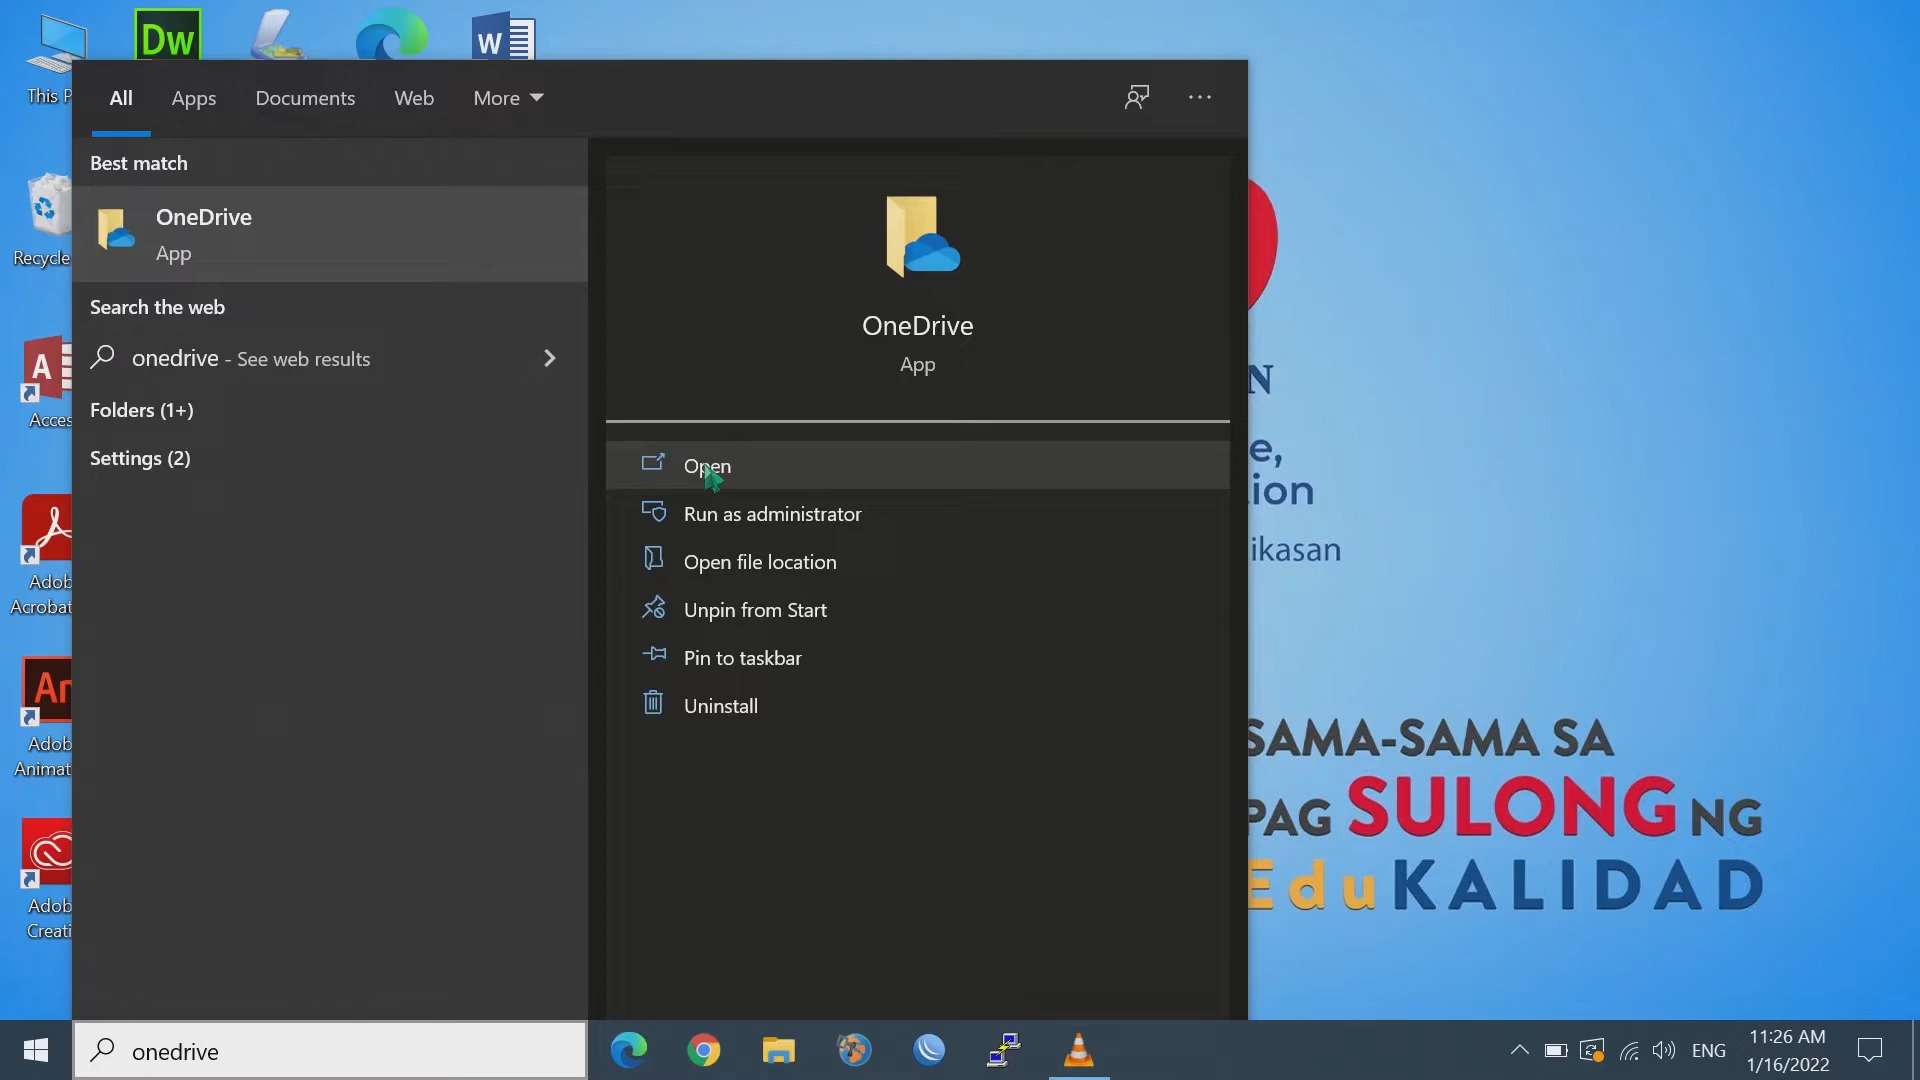 This P
Dw
W
All
Apps
Documents
Web
More
Best match
OneDrive
App
Search the web
onedrive - See web results
Folders (1+)
Settings (2)
OneDrive
App
Open
Run as administrator
Open file location
Unpin from Start
Pin to taskbar
Uninstall
Recycle
A
Acces
Adob
Acrobat
An
Adob
Animat
Adob
Creati
N
e,
ion
ikasan
SAMA-SAMA SA
PAG SULONG NG
EduKALIDAD
onedrive
ENG
11:26 AM
1/16/2022